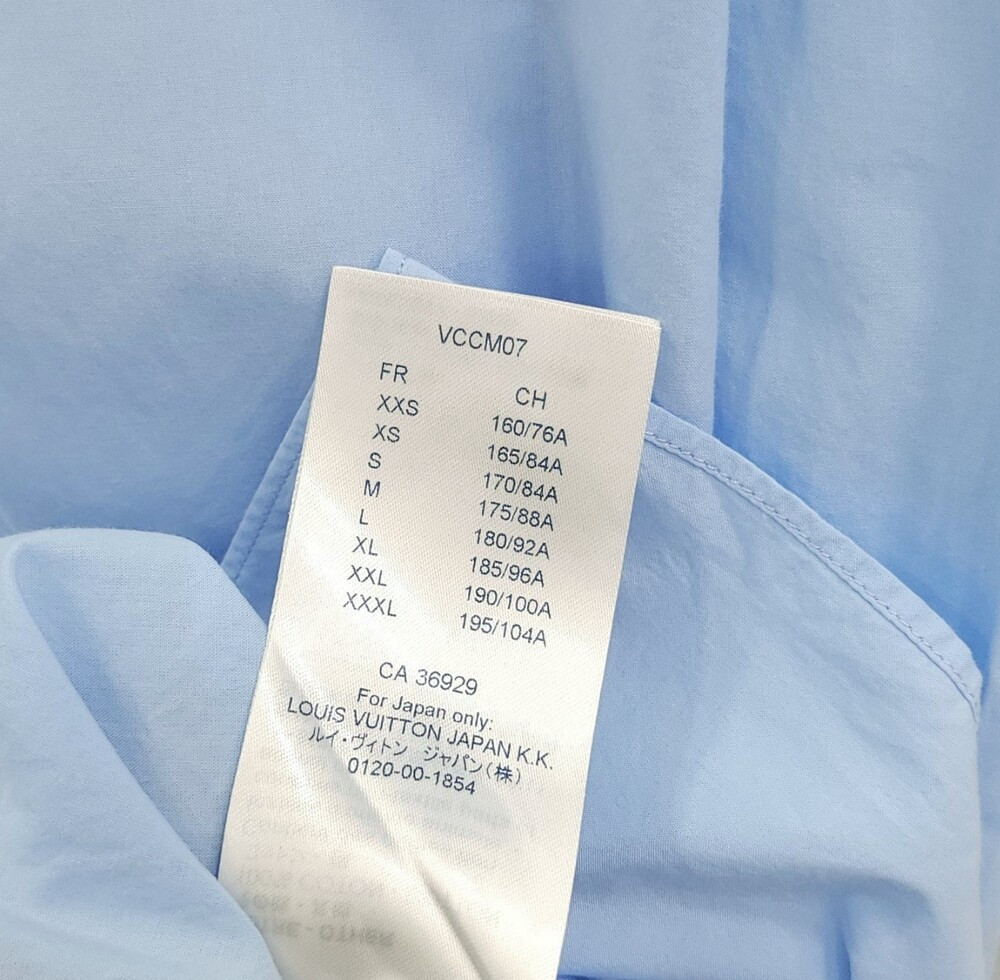 VCCM07
FR CH
XXS 160/76A
XS 165/84A
S 170/84A
M 175/88A
L 180/92A
XL 185/96A
XXL 190/100A
XXXL 195/104A
CA 36929
For Japan only:
LOUIS VUITTON JAPAN K.K.
ルイ・ヴィトン ジャパン(株)
0120-00-1854